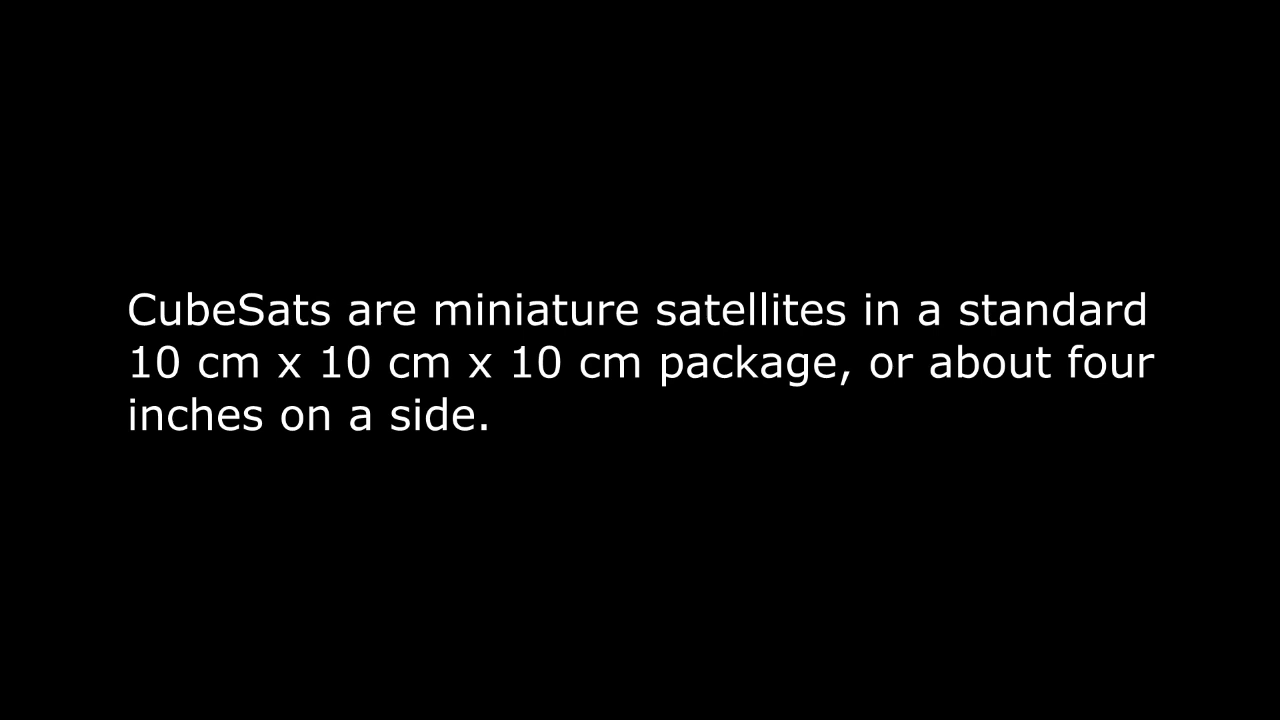 CubeSats are miniature satellites in a standard
10 cm x 10 cm x 10 cm package, or about four
inches on a side.